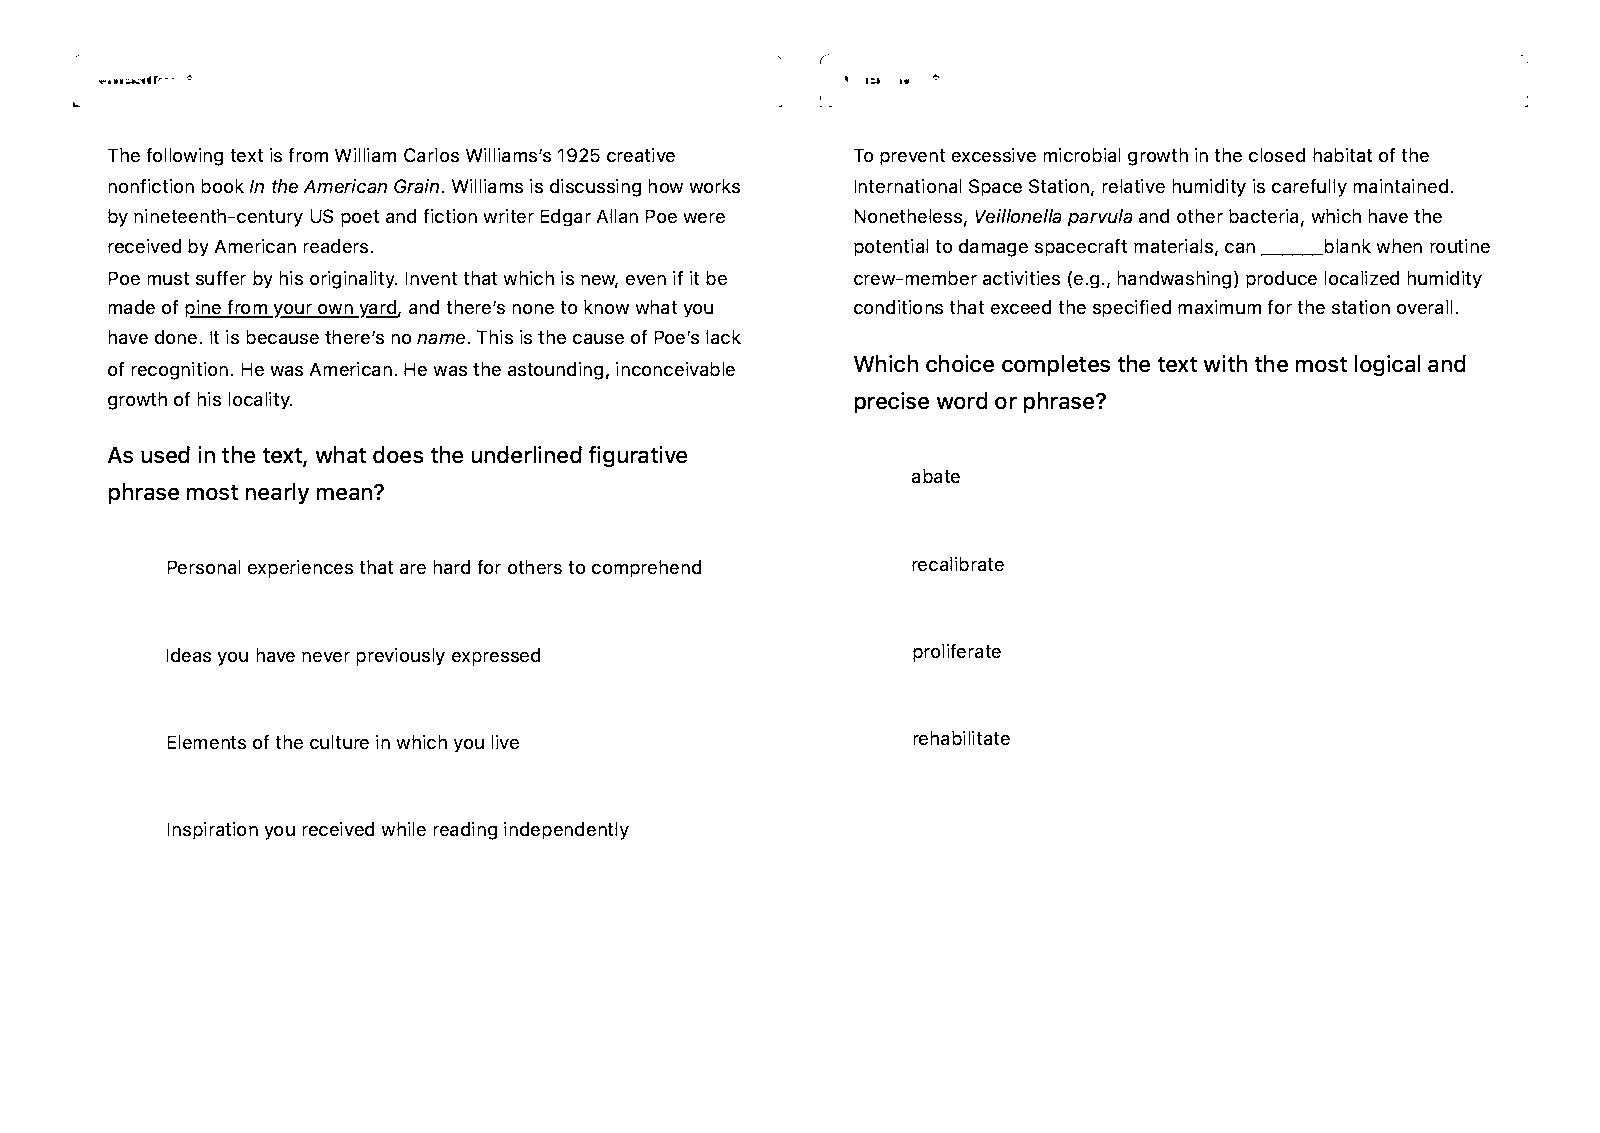 The following text is from William Carlos Williams’s 1925 creative
nonfiction book In the American Grain. Williams is discussing how works
by nineteenth-century US poet and fiction writer Edgar Allan Poe were
received by American readers.
Poe must suffer by his originality. Invent that which is new, even if it be
made of pine from your own yard, and there’s none to know what you
have done. It is because there’s no name. This is the cause of Poe’s lack
of recognition. He was American. He was the astounding, inconceivable
growth of his locality.
As used in the text, what does the underlined figurative
phrase most nearly mean?
Personal experiences that are hard for others to comprehend
Ideas you have never previously expressed
Elements of the culture in which you live
Inspiration you received while reading independently
To prevent excessive microbial growth in the closed habitat of the
International Space Station, relative humidity is carefully maintained.
Nonetheless, Veillonella parvula and other bacteria, which have the
potential to damage spacecraft materials, can ______blank when routine
crew-member activities (e.g., handwashing) produce localized humidity
conditions that exceed the specified maximum for the station overall.
Which choice completes the text with the most logical and
precise word or phrase?
abate
recalibrate
proliferate
rehabilitate